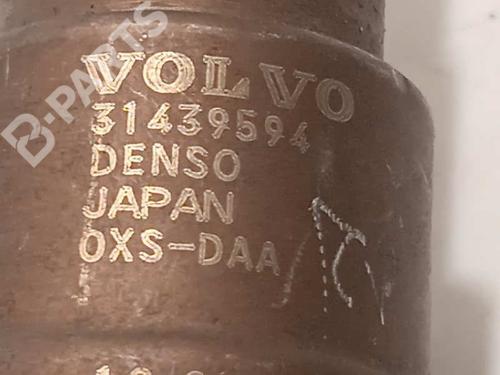 B-PARTS
VOLVO
31439594
DENSO
JAPAN
OXS-DAA